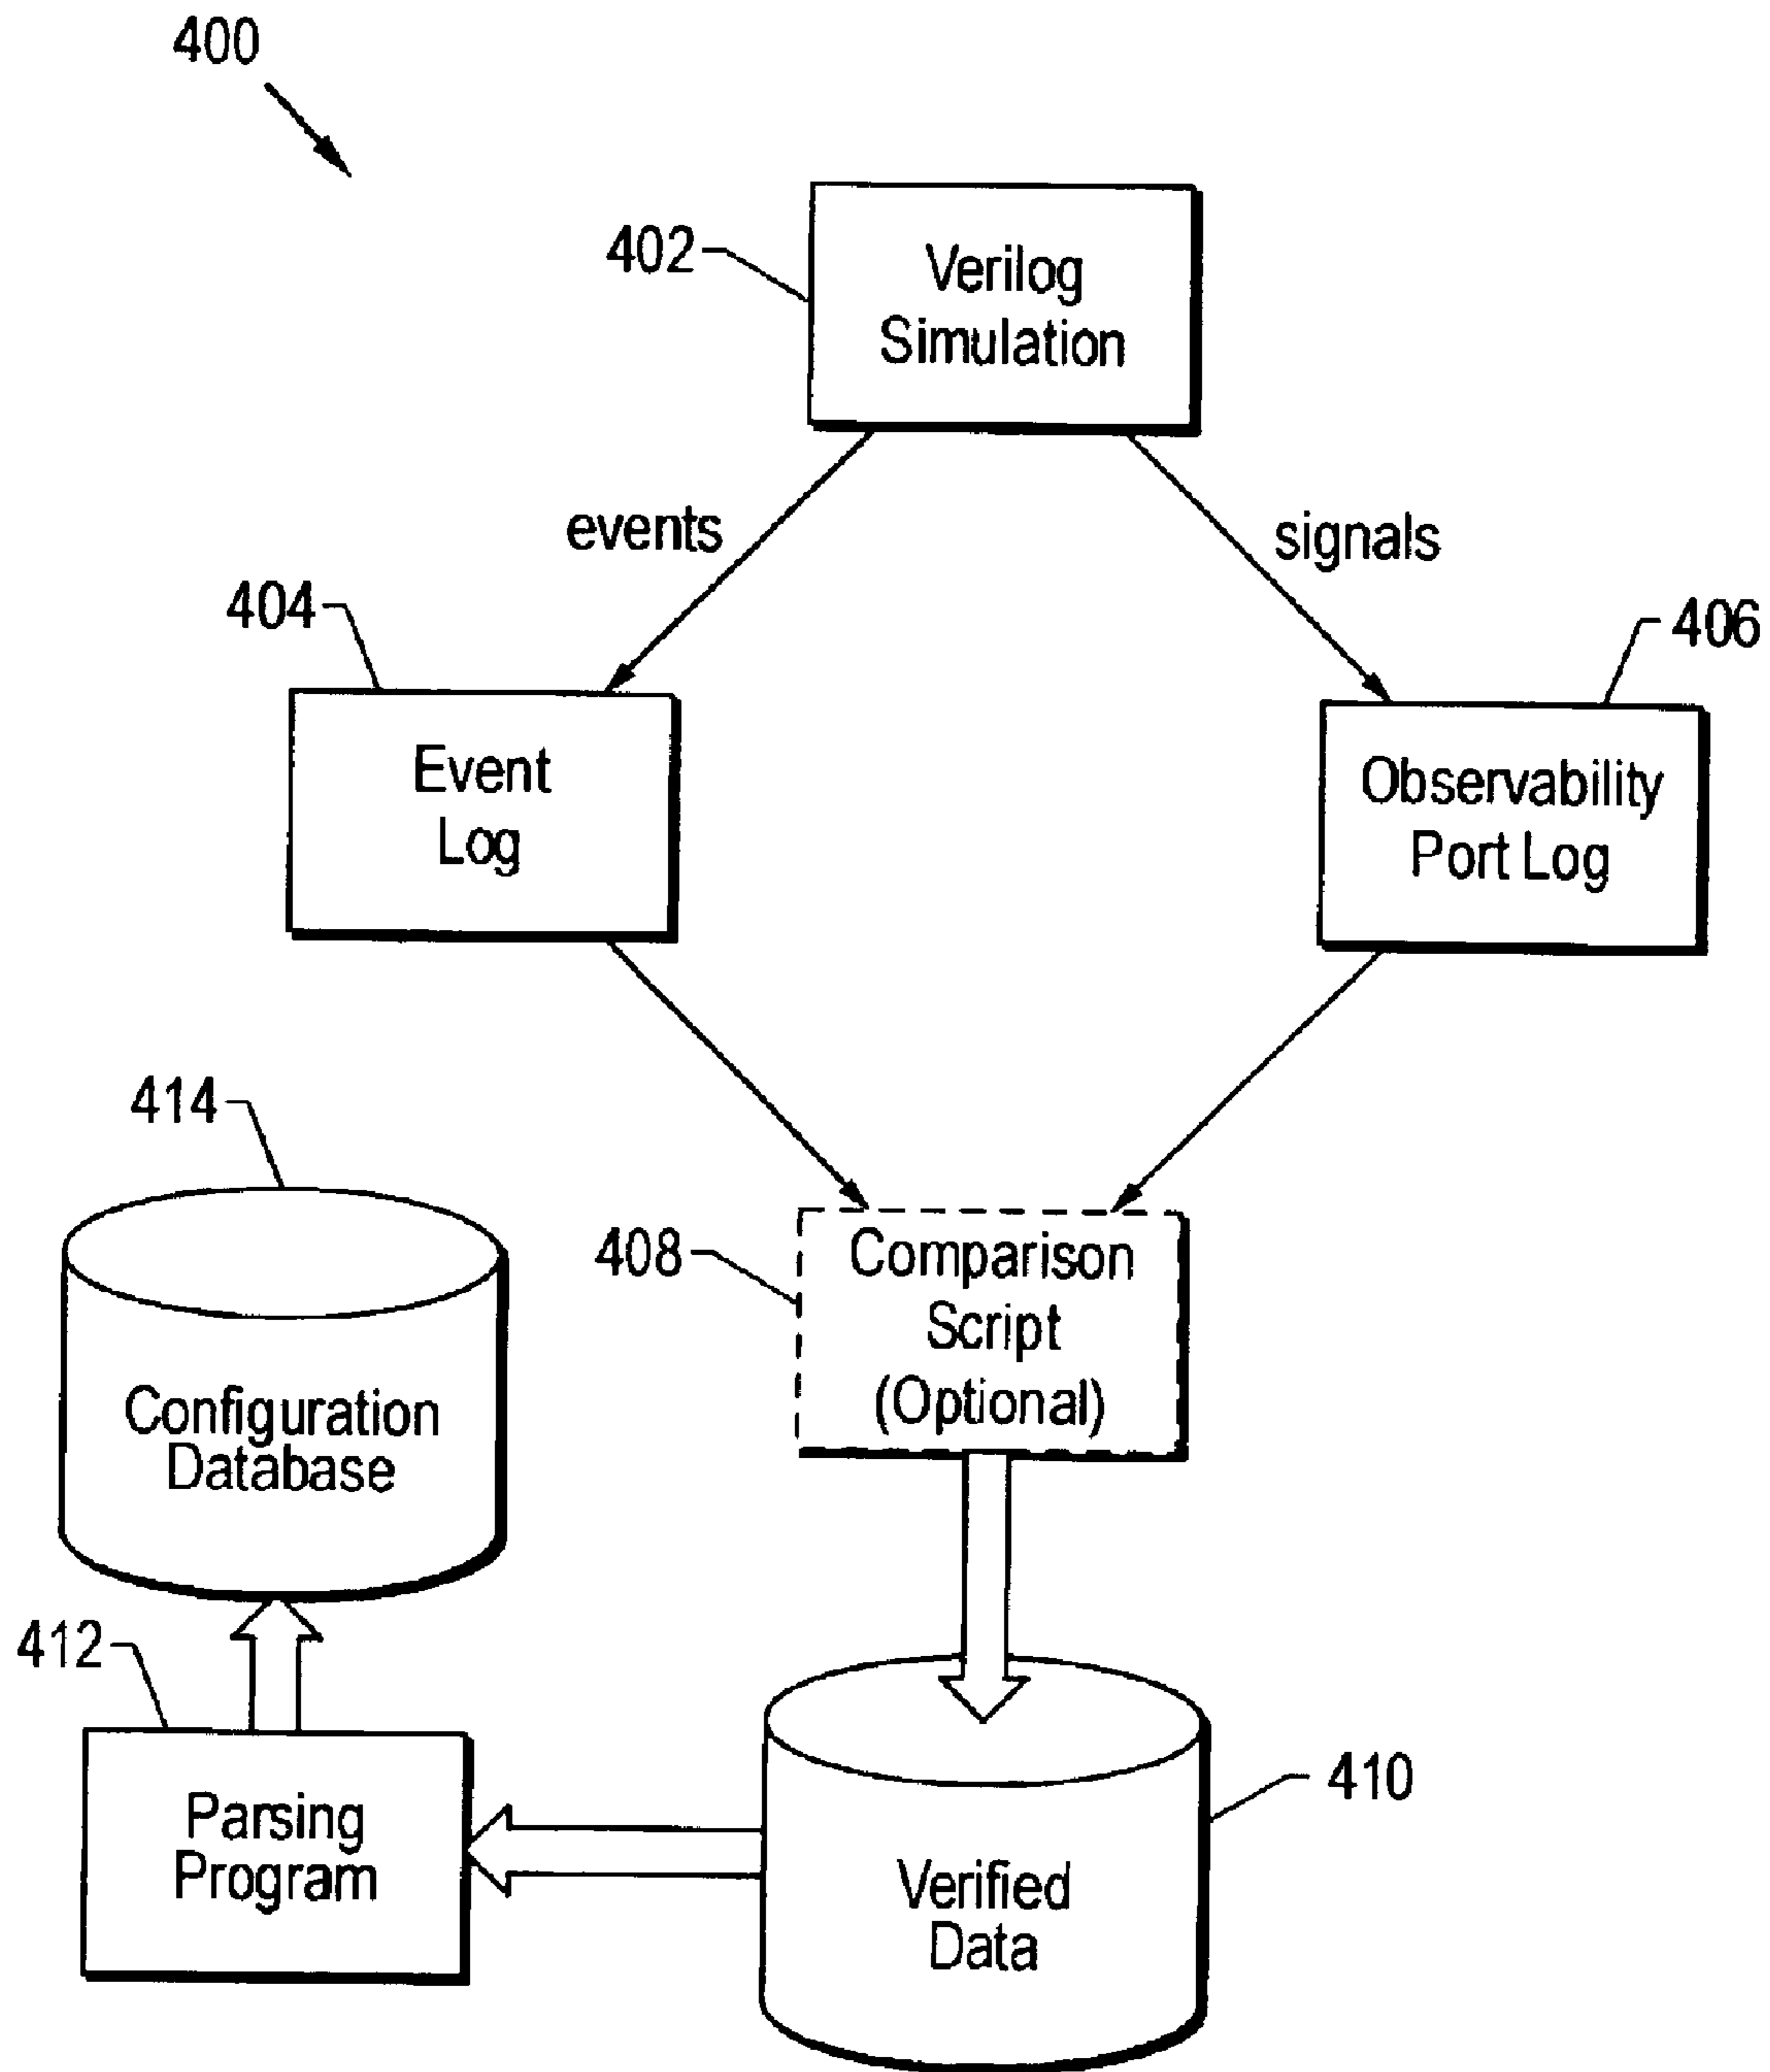 400
402
Verilog
Simulation
events
signals
404
406
Event
Log
Observability
Port Log
414
408
Comparison
Script
(Optional)
Configuration
Database
412
410
Parsing
Program
Verified
Data